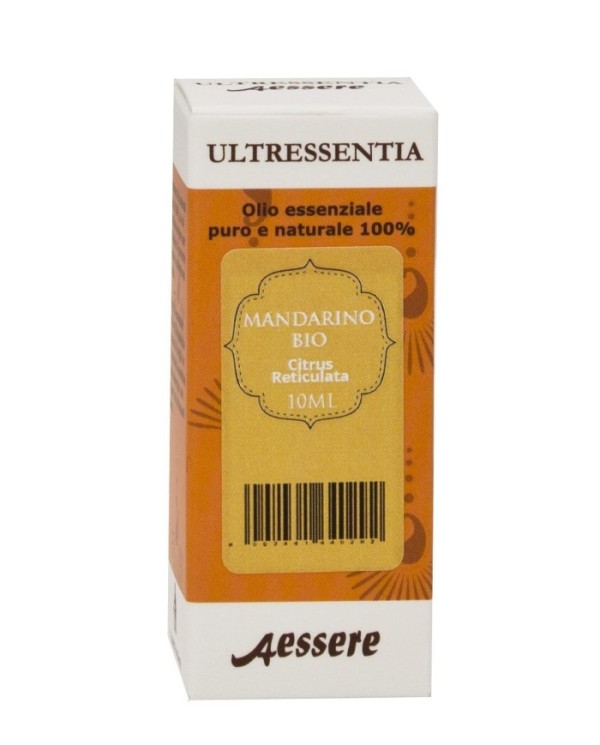 ULTRESSENTIA
Aessere
ULTRESSENTIA
Olio essenziale
puro e naturale 100%
MANDARINO
BIO
Citrus
Reticulata
10ML
Aessere